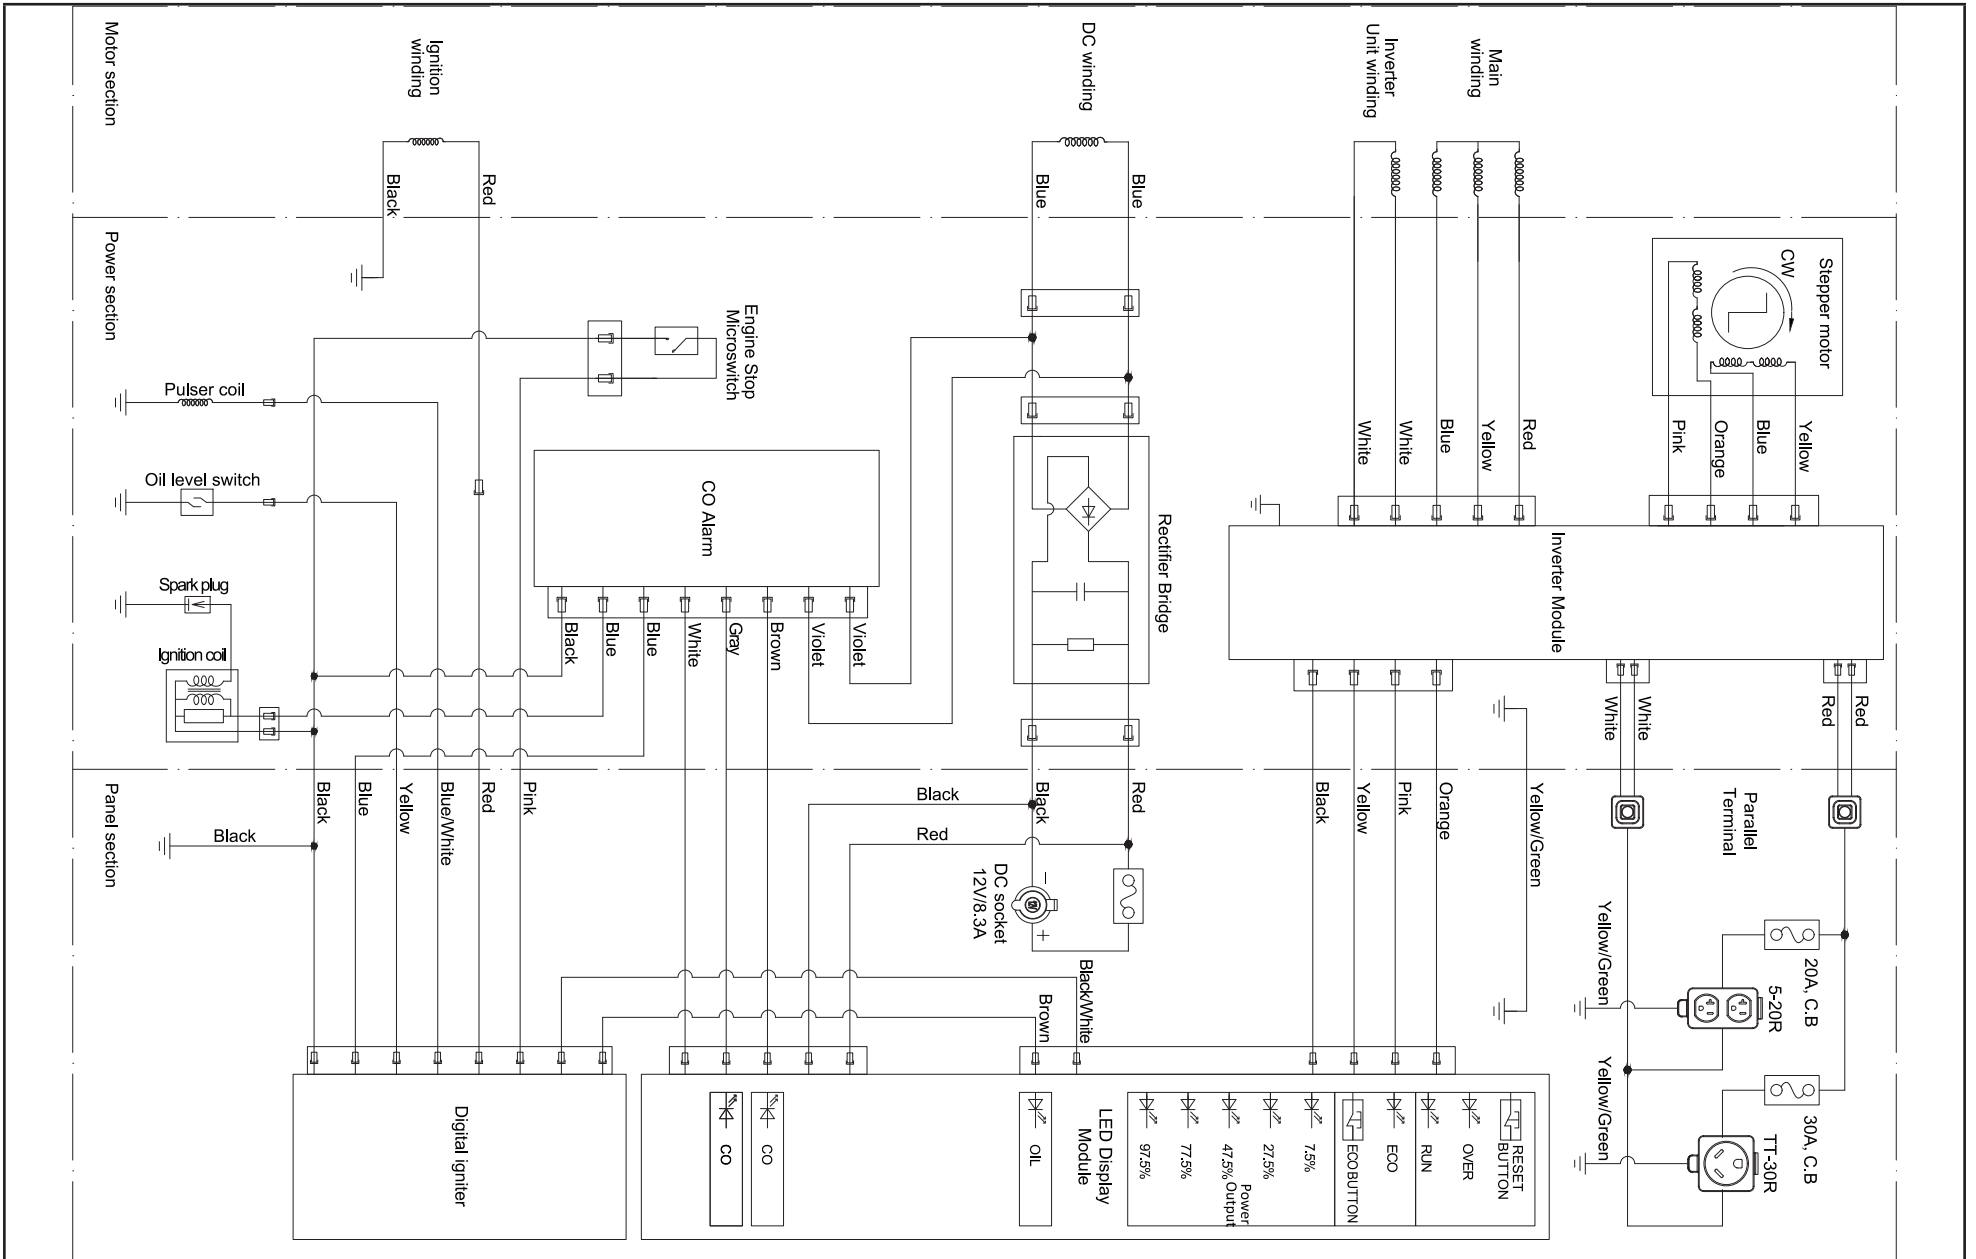 Motor section
Ignition
winding
Black
Red
DC winding
Blue
Blue
Inverter
Unit winding
Main
winding
Power section
Engine Stop
Microswitch
Pulser coil
Oil level switch
Spark plug
Ignition coil
CO Alarm
Black
Blue
Blue
White
Gray
Brown
Violet
Violet
Rectifier Bridge
White
White
Blue
Yellow
Red
Stepper motor
CW
Pink
Orange
Blue
Yellow
Inverter Module
White
White
Red
Red
Panel section
Black
Black
Blue
Yellow
Blue/White
Red
Pink
Black
Red
Black
Red
DC socket
12V/8.3A
12V
Black
Yellow
Pink
Orange
Yellow/Green
Parallel
Terminal
Yellow/Green
20A, C.B
5-20R
Yellow/Green
30A, C.B
TT-30R
Black/White
Brown
Digital igniter
CO
CO
OIL
LED Display
Module
97.5%
77.5%
47.5%
27.5%
7.5%
Power
Output
ECO BUTTON
ECO
RUN
OVER
RESET
BUTTON